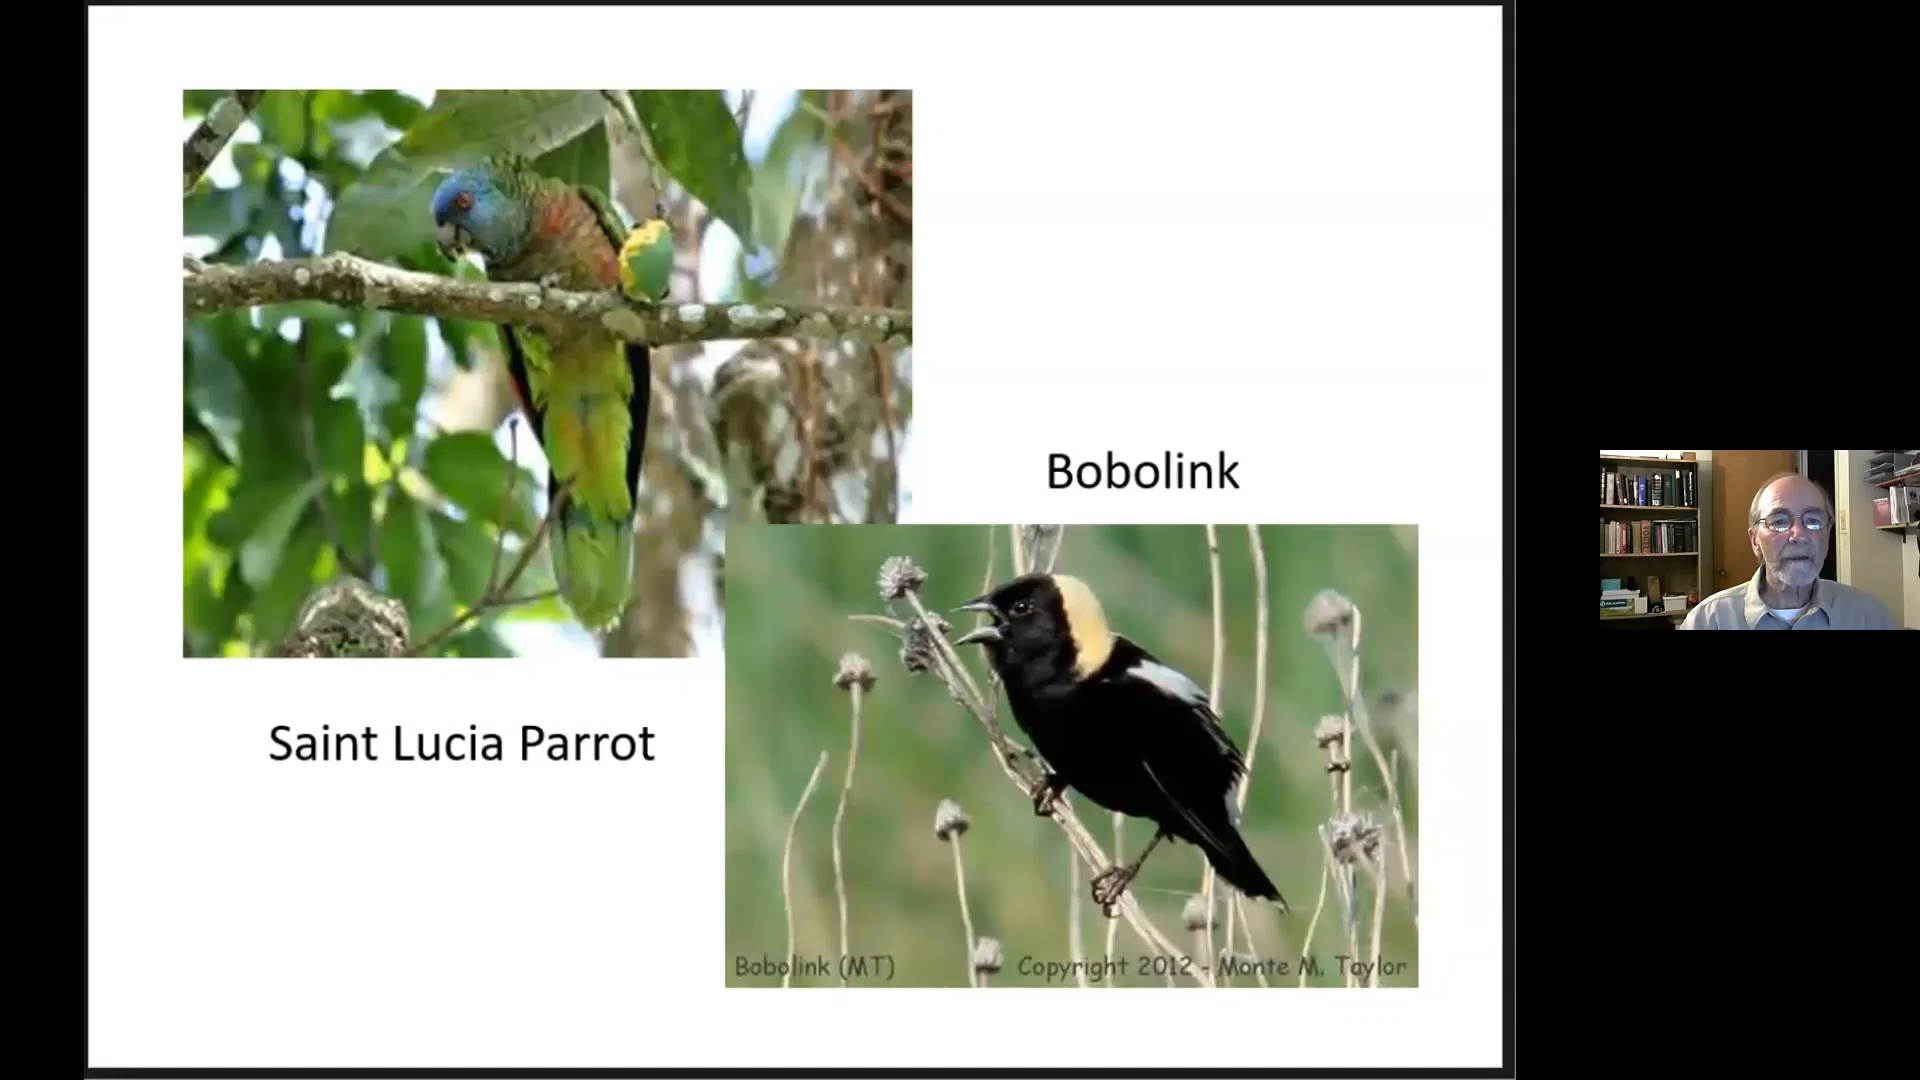 Bobolink
Saint Lucia Parrot
Bobolink (MT)
Copyright 2012 - Monte M. Taylor